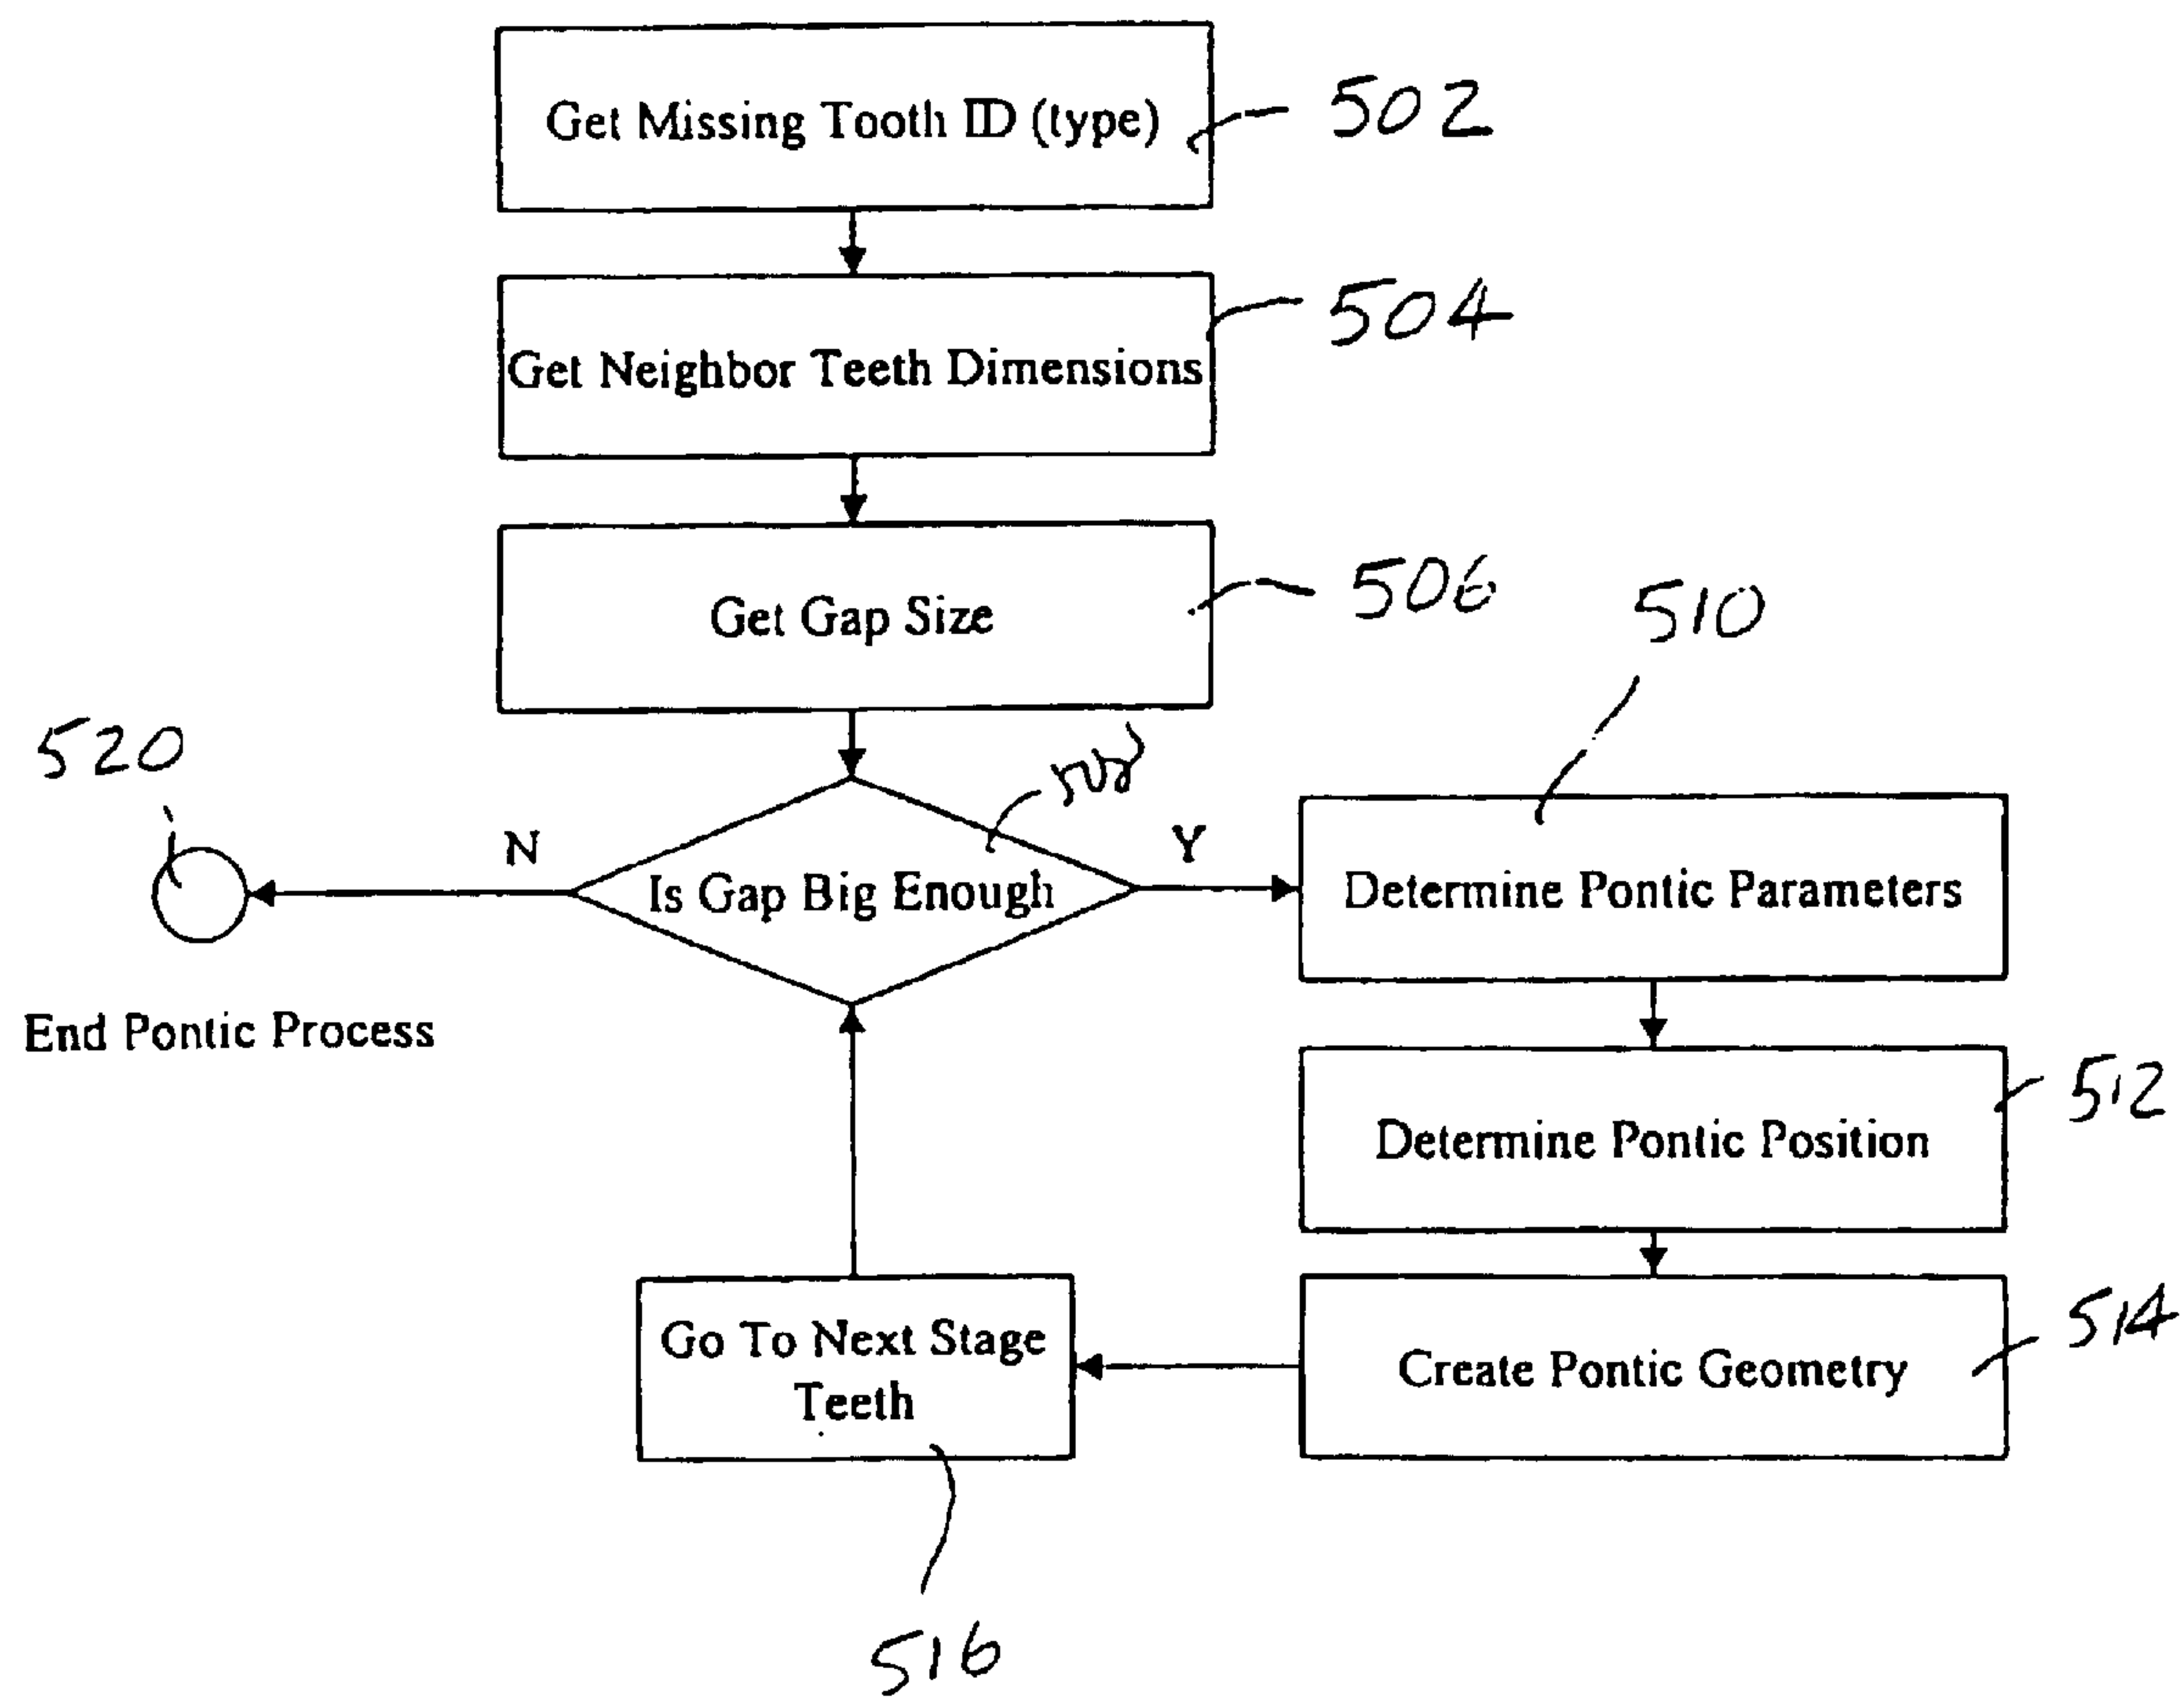 Get Missing Tooth ID (type)
502
Get Neighbor Teeth Dimensions
504
Get Gap Size
506
510
520
508
N
Is Gap Big Enough
Y
Determine Pontic Parameters
End Pontic Process
Determine Pontic Position
512
Go To Next Stage
Teeth
Create Pontic Geometry
514
516